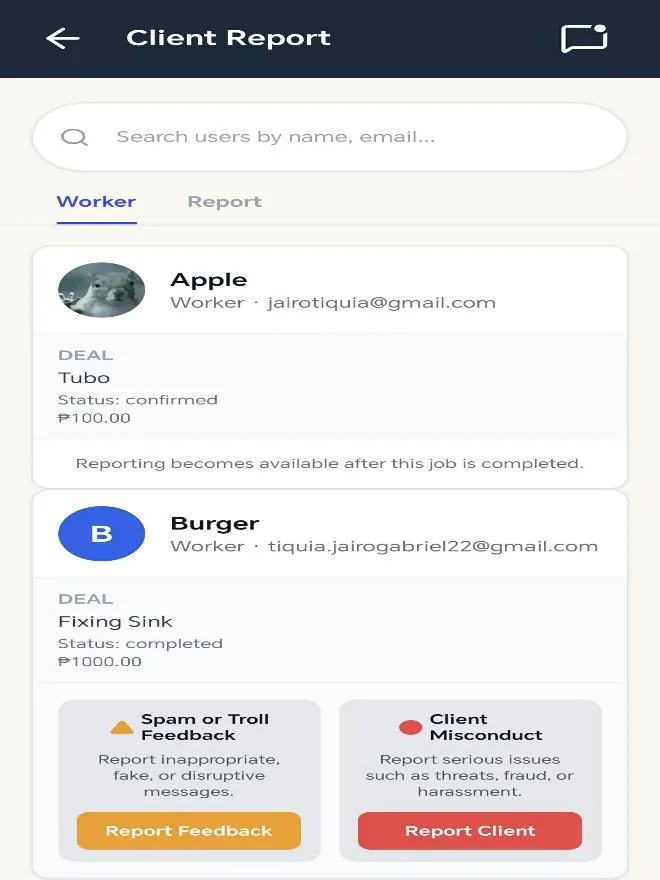 Client Report
Search users by name, email...
Worker
Report
Apple
Worker · jairotiquia@gmail.com
DEAL
Tubo
Status: confirmed
₱100.00
Reporting becomes available after this job is completed.
B
Burger
Worker · tiquia.jairogabriel22@gmail.com
DEAL
Fixing Sink
Status: completed
₱1000.00
Spam or Troll
Feedback
Report inappropriate,
fake, or disruptive
messages.
Report Feedback
Client
Misconduct
Report serious issues
such as threats, fraud, or
harassment.
Report Client